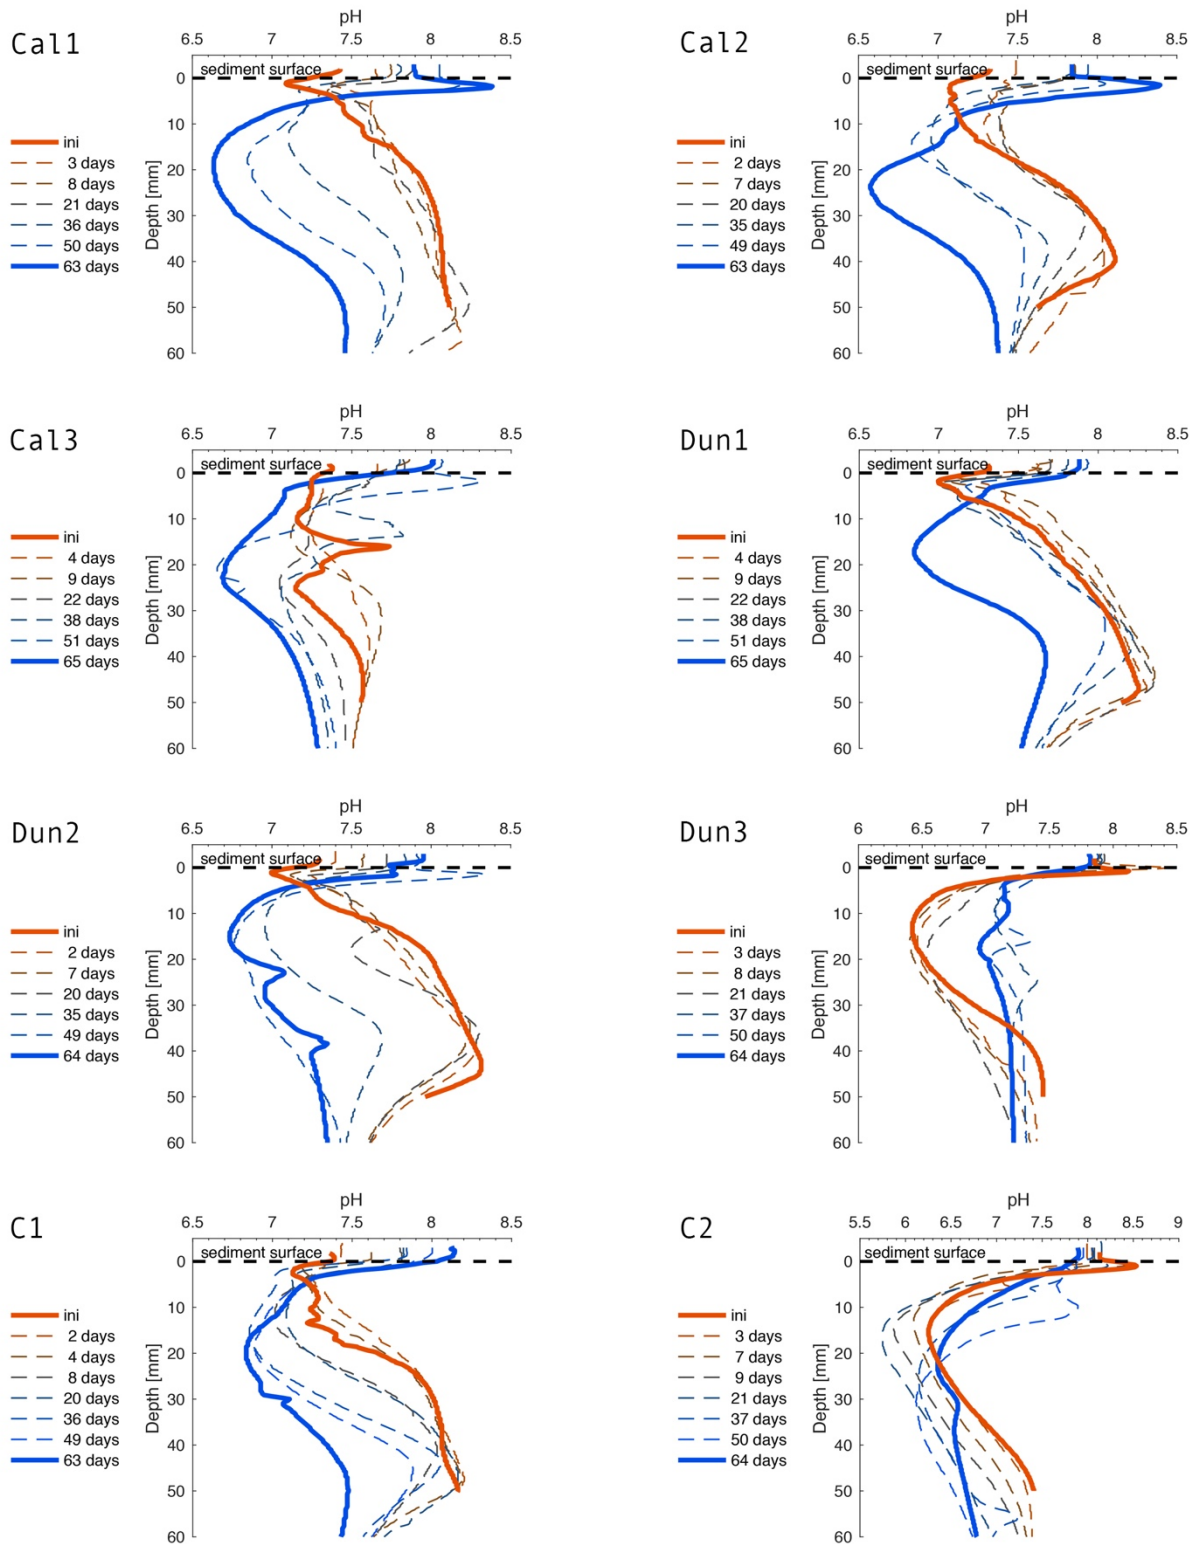 Cal1
pH
6.5 7 7.5 8 8.5
sediment surface
0
10
20
30
40
50
60
Depth [mm]
ini
3 days
8 days
21 days
36 days
50 days
63 days
Cal2
pH
6.5 7 7.5 8 8.5
sediment surface
0
10
20
30
40
50
60
Depth [mm]
ini
2 days
7 days
20 days
35 days
49 days
63 days
Cal3
pH
6.5 7 7.5 8 8.5
sediment surface
0
10
20
30
40
50
60
Depth [mm]
ini
4 days
9 days
22 days
38 days
51 days
65 days
Dun1
pH
6.5 7 7.5 8 8.5
sediment surface
0
10
20
30
40
50
60
Depth [mm]
ini
4 days
9 days
22 days
38 days
51 days
65 days
Dun2
pH
6.5 7 7.5 8 8.5
sediment surface
0
10
20
30
40
50
60
Depth [mm]
ini
2 days
7 days
20 days
35 days
49 days
64 days
Dun3
pH
6 6.5 7 7.5 8 8.5
sediment surface
0
10
20
30
40
50
60
Depth [mm]
ini
3 days
8 days
21 days
37 days
50 days
64 days
C1
pH
6.5 7 7.5 8 8.5
sediment surface
0
10
20
30
40
50
60
Depth [mm]
ini
2 days
4 days
8 days
20 days
36 days
49 days
63 days
C2
pH
5.5 6 6.5 7 7.5 8 8.5 9
sediment surface
0
10
20
30
40
50
60
Depth [mm]
ini
3 days
7 days
9 days
21 days
37 days
50 days
64 days